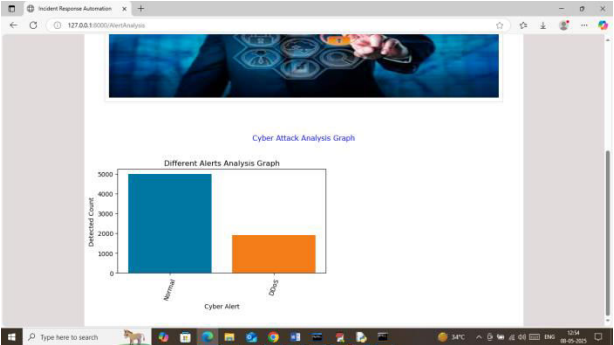 Incident Response Automation
127.0.0.1:8000/AlertAnalysis
Cyber Attack Analysis Graph
Different Alerts Analysis Graph
5000
4000
3000
2000
1000
0
Detected Count
Normal
DDoS
Cyber Alert
Type here to search
34°C
ENG
12:54
08-05-2025